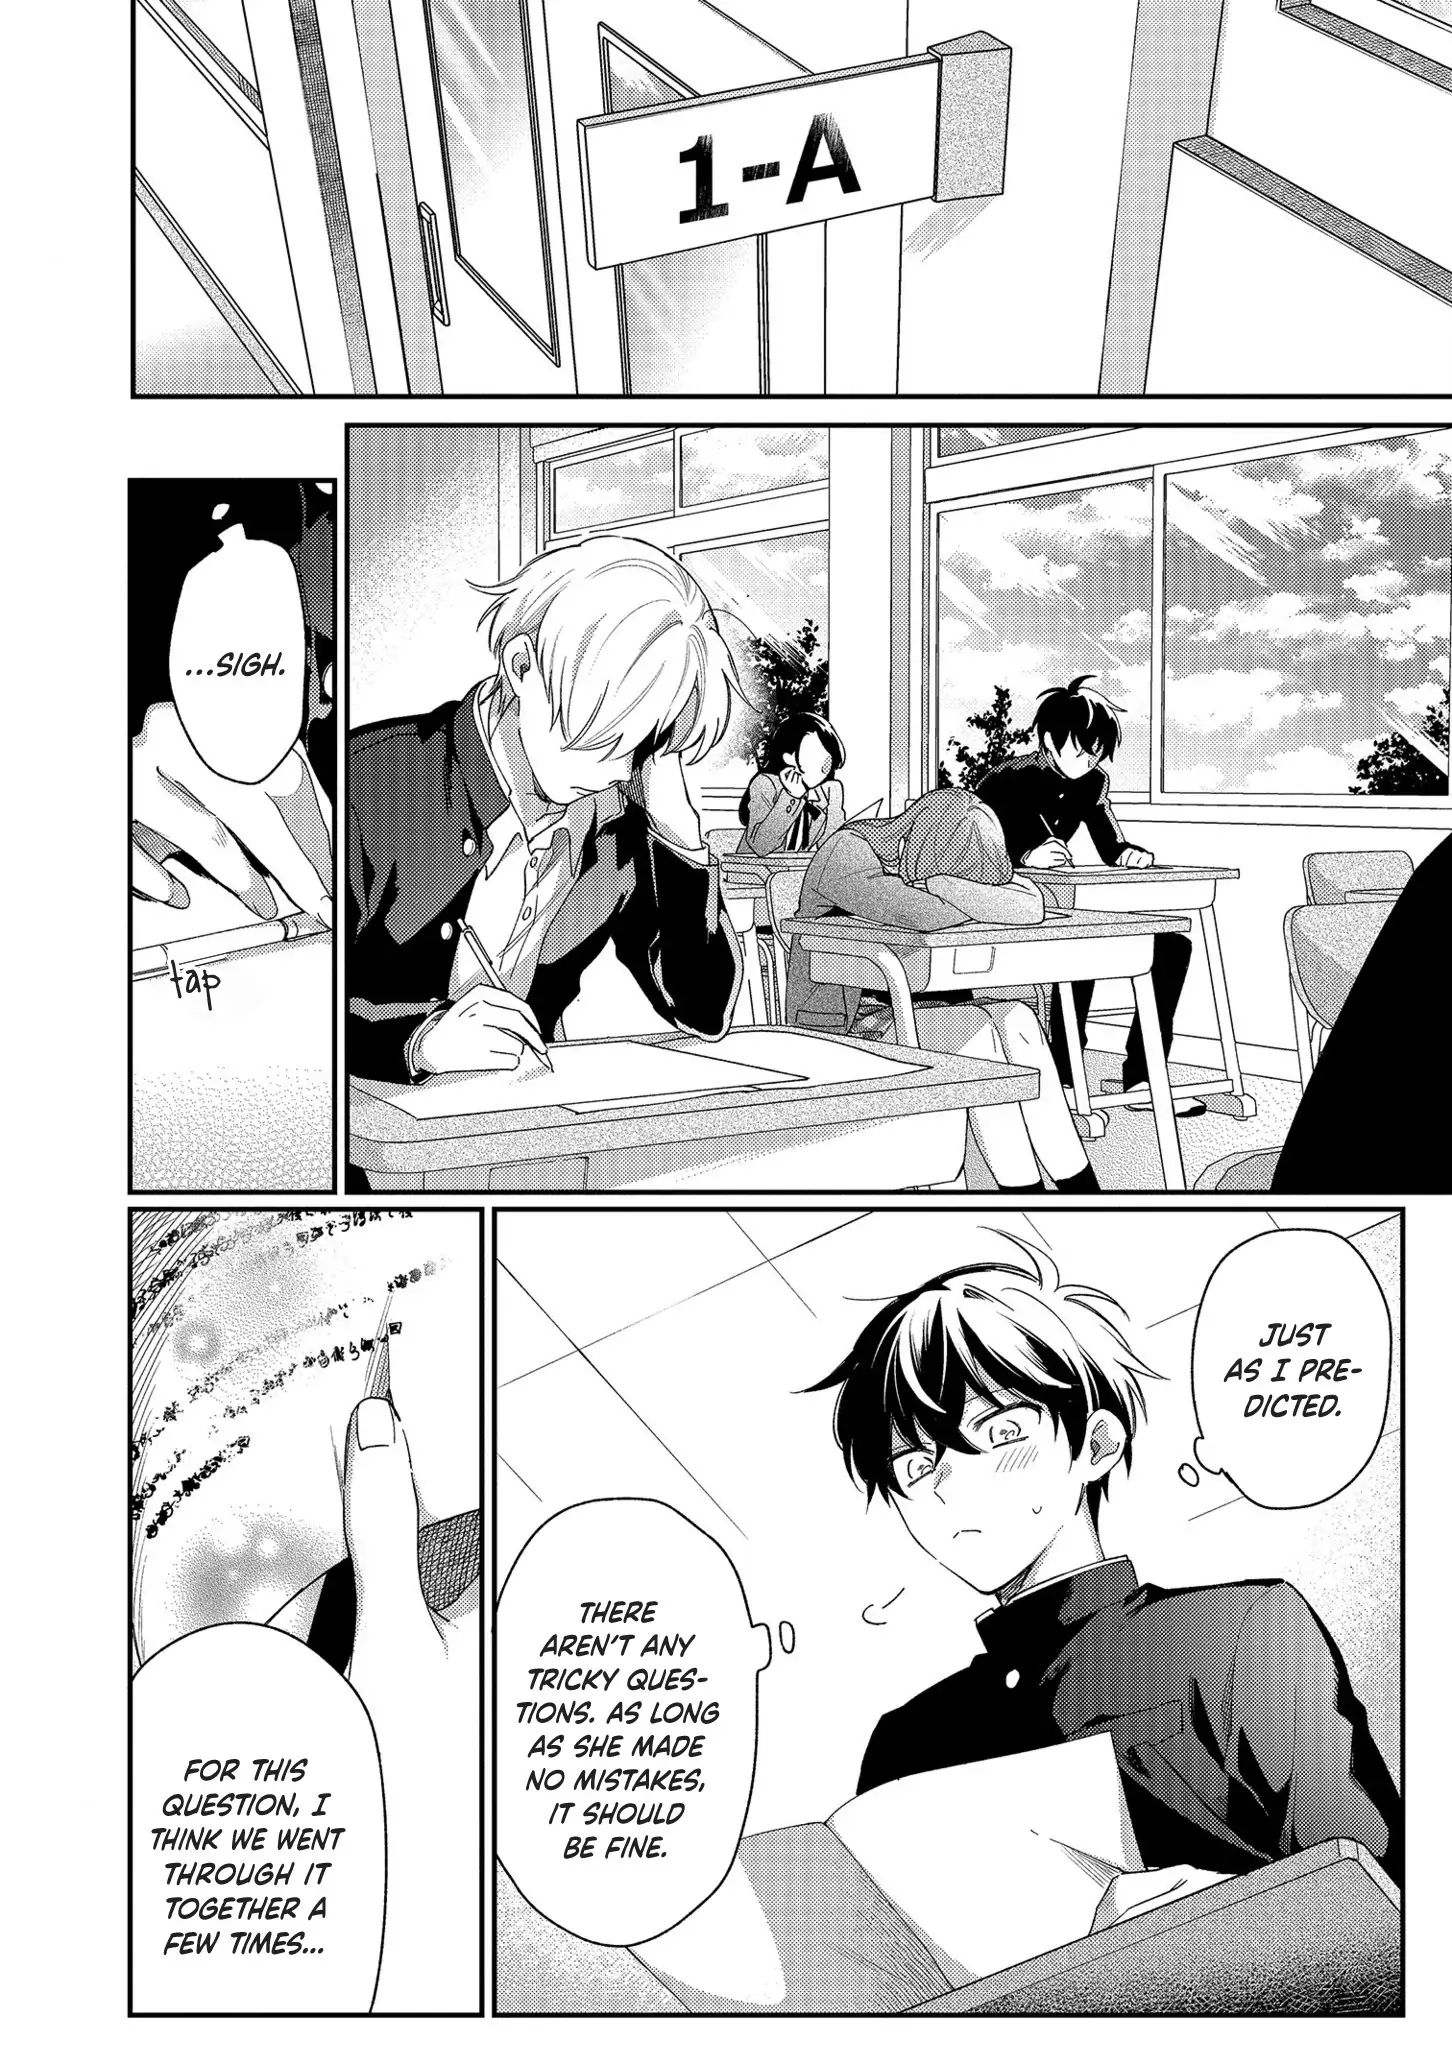 1-A
...SIGH.
tap
JUST
AS I PRE-
DICTED.
THERE
AREN'T ANY
TRICKY QUES-
TIONS. AS LONG
AS SHE MADE
NO MISTAKES,
IT SHOULD
BE FINE.
FOR THIS
QUESTION, I
THINK WE WENT
THROUGH IT
TOGETHER A
FEW TIMES...